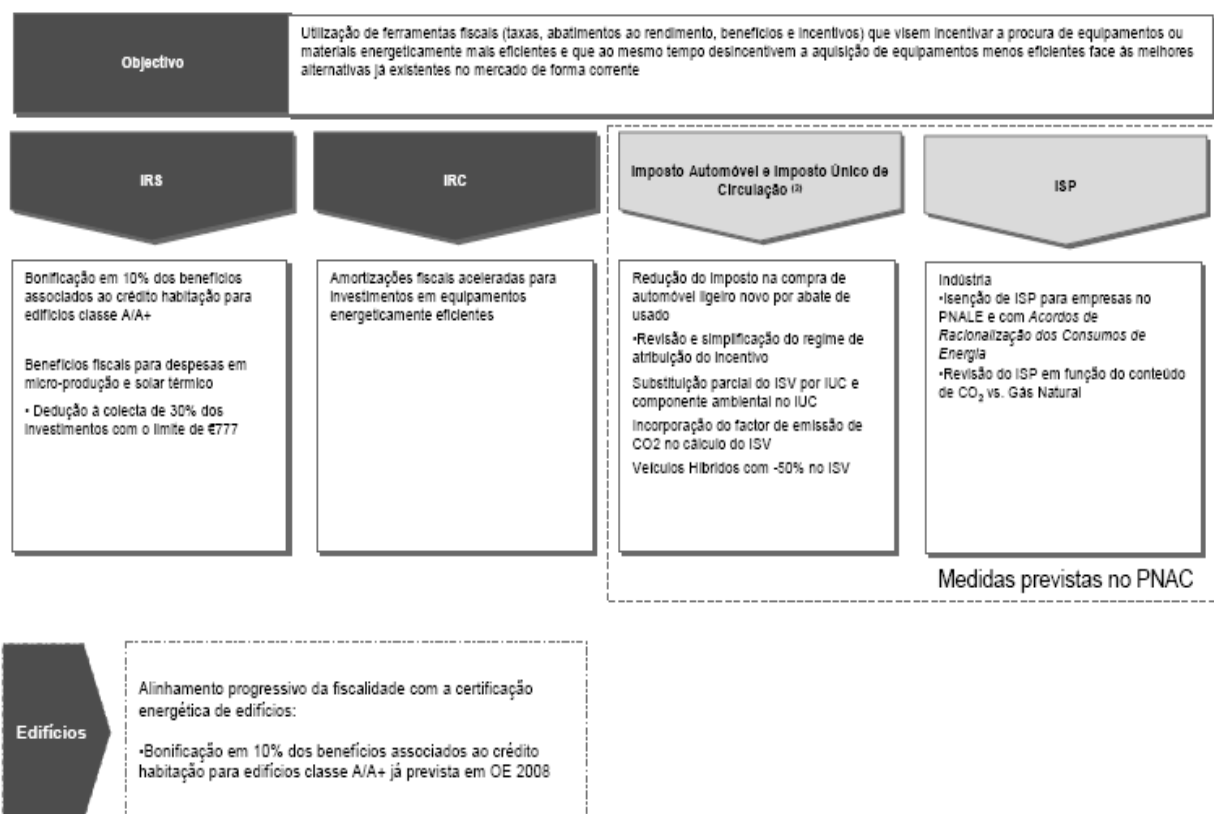 Objectivo
Utilização de ferramentas fiscais (taxas, abatimentos ao rendimento, benefícios e incentivos) que visem incentivar a procura de equipamentos ou
materiais energeticamente mais eficientes e que ao mesmo tempo desincentivem a aquisição de equipamentos menos eficientes face às melhores
alternativas já existentes no mercado de forma corrente
IRS
Bonificação em 10% dos benefícios
associados ao crédito habitação para
edifícios classe A/A+
Benefícios fiscais para despesas em
micro-produção e solar térmico
• Dedução à colecta de 30% dos
investimentos com o limite de €777
IRC
Amortizações fiscais aceleradas para
investimentos em equipamentos
energeticamente eficientes
Imposto Automóvel e Imposto Único de
Circulação (3)
Redução do imposto na compra de
automóvel ligeiro novo por abate de
usado
•Revisão e simplificação do regime de
atribuição do incentivo
Substituição parcial do ISV por IUC e
componente ambiental no IUC
Incorporação do factor de emissão de
CO2 no cálculo do ISV
Veículos Híbridos com -50% no ISV
ISP
Indústria
•Isenção de ISP para empresas no
PNALE e com Acordos de
Racionalização dos Consumos de
Energia
•Revisão do ISP em função do conteúdo
de CO₂ vs. Gás Natural
Medidas previstas no PNAC
Edifícios
Alinhamento progressivo da fiscalidade com a certificação
energética de edifícios:
•Bonificação em 10% dos benefícios associados ao crédito
habitação para edifícios classe A/A+ já prevista em OE 2008